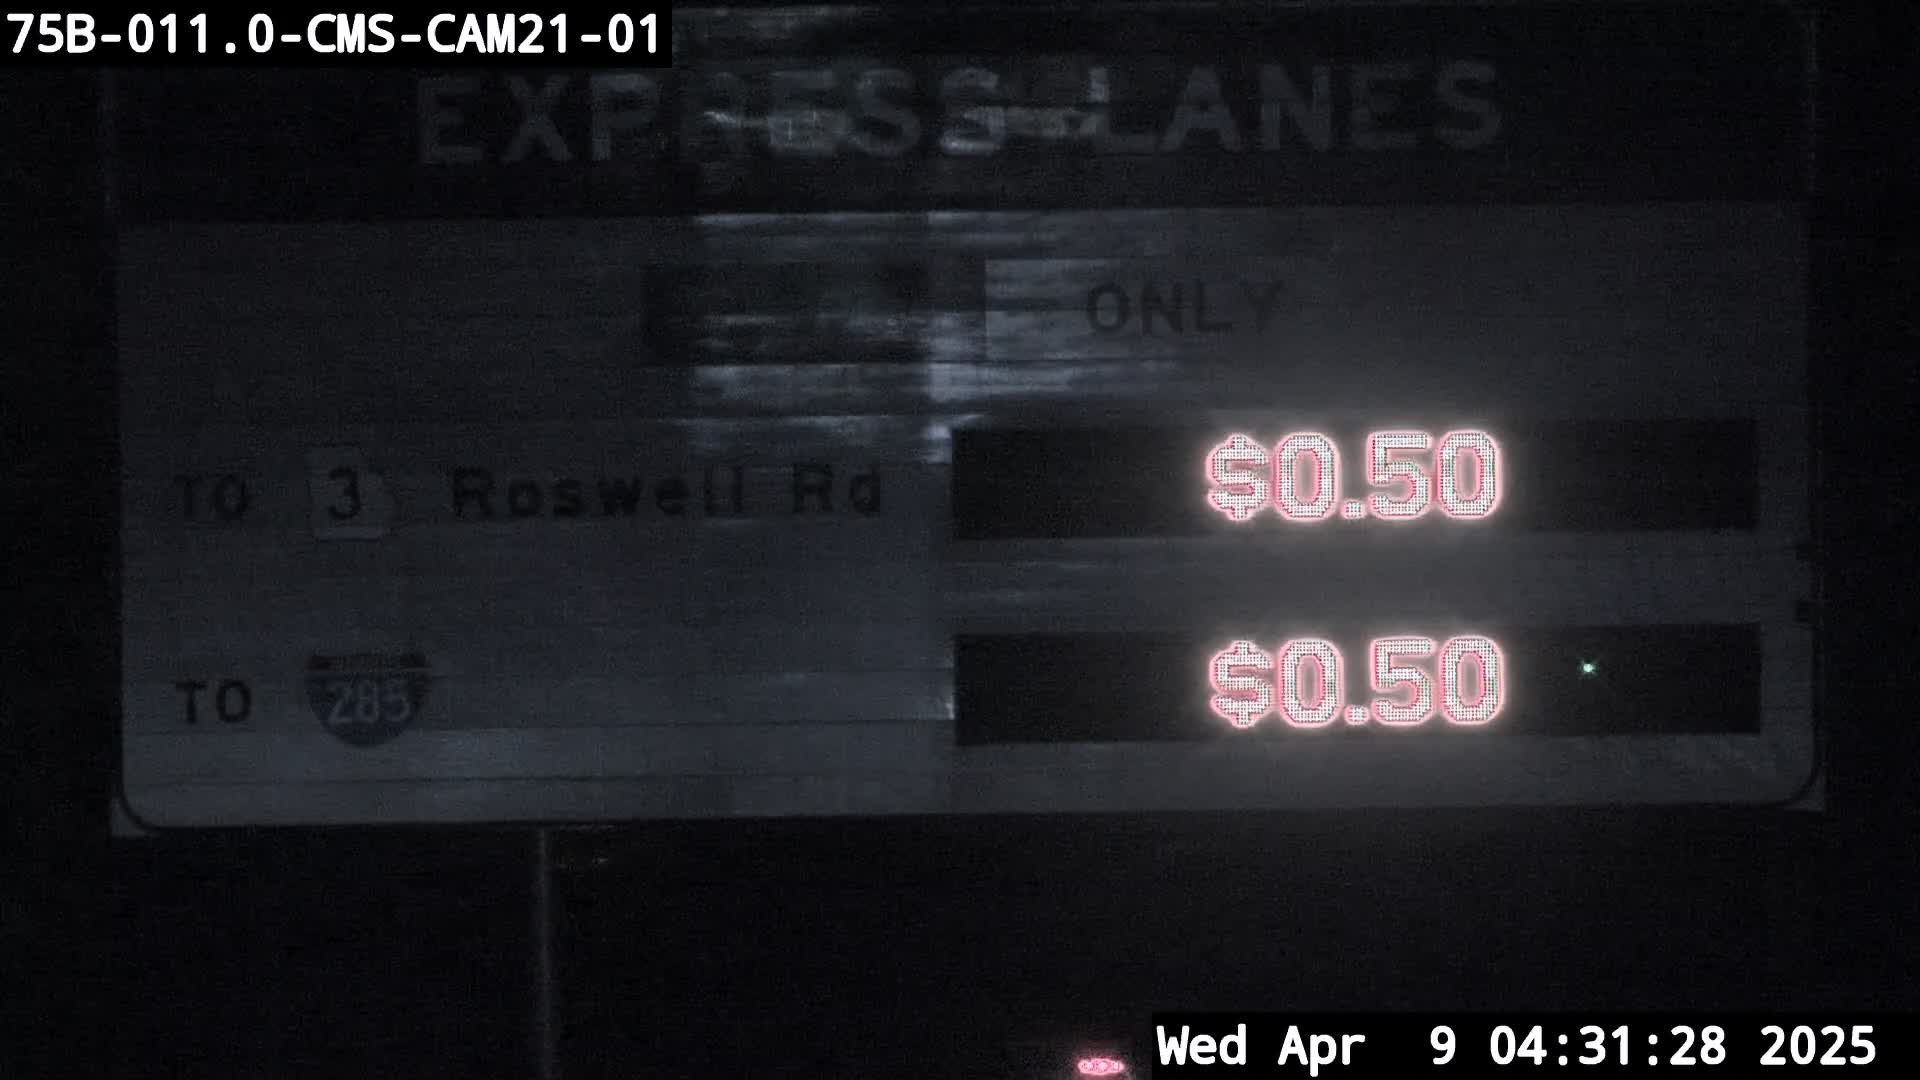 75B-011.0-CMS-CAM21-01
EXPRESS LANES
ONLY
TO 3 Roswell Rd $0.50
TO 285 $0.50
Wed Apr 9 04:31:28 2025